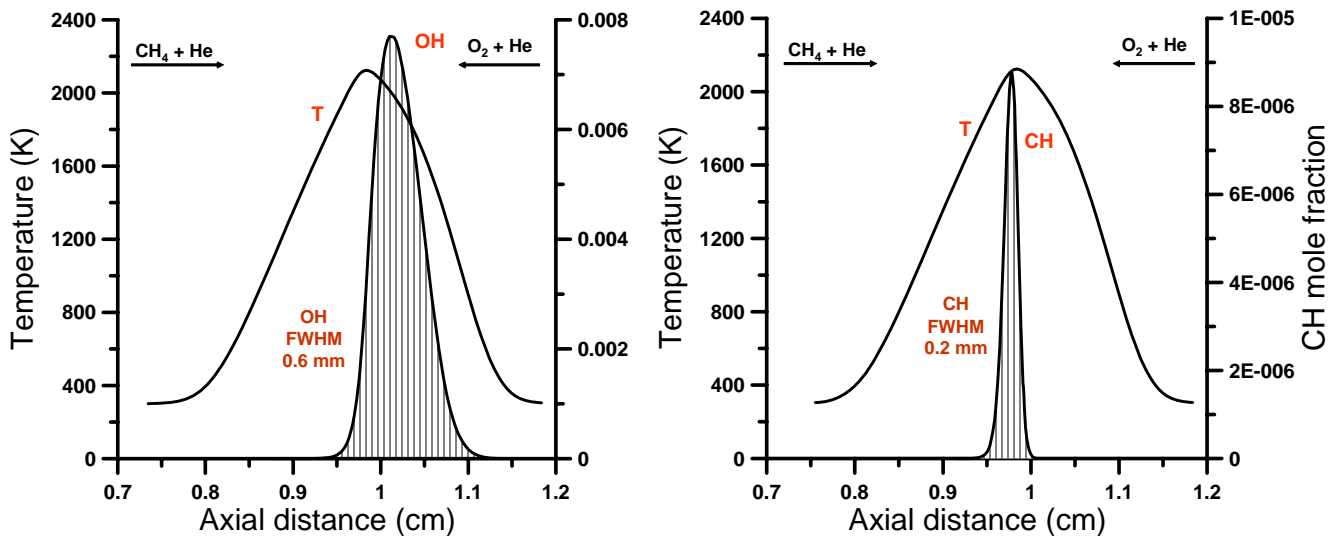 2400
2000
1600
1200
800
400
0
Temperature (K)
CH4 + He
O2 + He
OH
T
OH
FWHM
0.6 mm
0.008
0.006
0.004
0.002
0
0.7 0.8 0.9 1 1.1 1.2
Axial distance (cm)
2400
2000
1600
1200
800
400
0
Temperature (K)
CH4 + He
O2 + He
T
CH
CH
FWHM
0.2 mm
1E-005
8E-006
6E-006
4E-006
2E-006
0
CH mole fraction
0.7 0.8 0.9 1 1.1 1.2
Axial distance (cm)